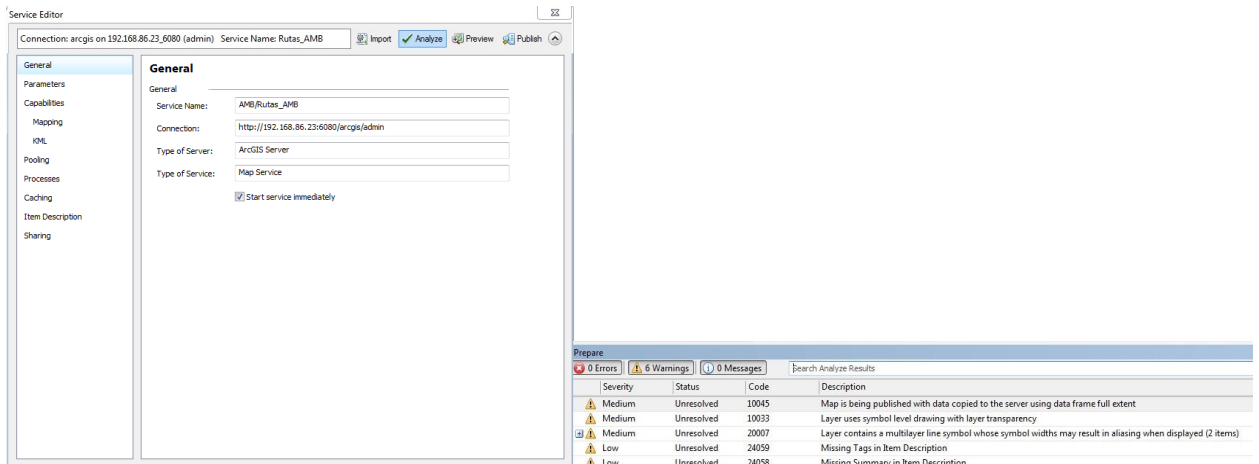 Service Editor
Connection: arcgis on 192.168.86.23_6080 (admin) Service Name: Rutas_AMB
Import Analyze Preview Publish
General
Parameters
Capabilities
Mapping
KML
Pooling
Processes
Caching
Item Description
Sharing
General
General
Service Name: AMB/Rutas_AMB
Connection: http://192.168.86.23:6080/arcgis/admin
Type of Server: ArcGIS Server
Type of Service: Map Service
Start service immediately
Prepare
0 Errors 6 Warnings 0 Messages Search Analyze Results
Severity Status Code Description
Medium Unresolved 10045 Map is being published with data copied to the server using data frame full extent
Medium Unresolved 10033 Layer uses symbol level drawing with layer transparency
Medium Unresolved 20007 Layer contains a multilayer line symbol whose symbol widths may result in aliasing when displayed (2 items)
Low Unresolved 24059 Missing Tags in Item Description
Low Unresolved 24058 Missing Summary in Item Description